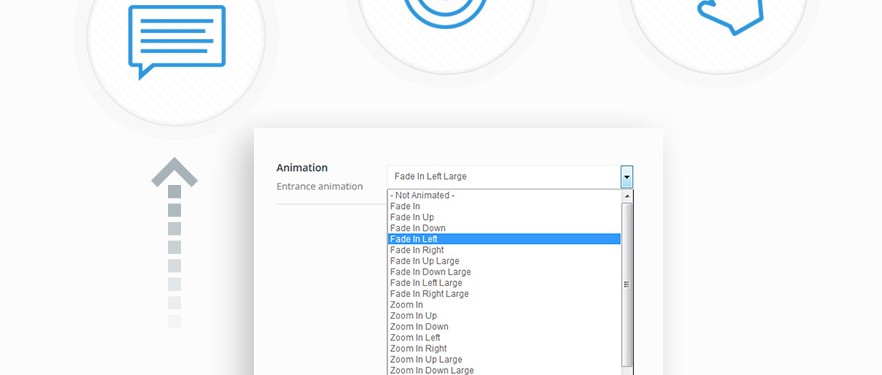 Animation
Fade In Left Large
Entrance animation
- Not Animated -
Fade In
Fade In Up
Fade In Down
Fade In Left
Fade In Right
Fade In Up Large
Fade In Down Large
Fade In Left Large
Fade In Right Large
Zoom In
Zoom In Up
Zoom In Down
Zoom In Left
Zoom In Right
Zoom In Up Large
Zoom In Down Large